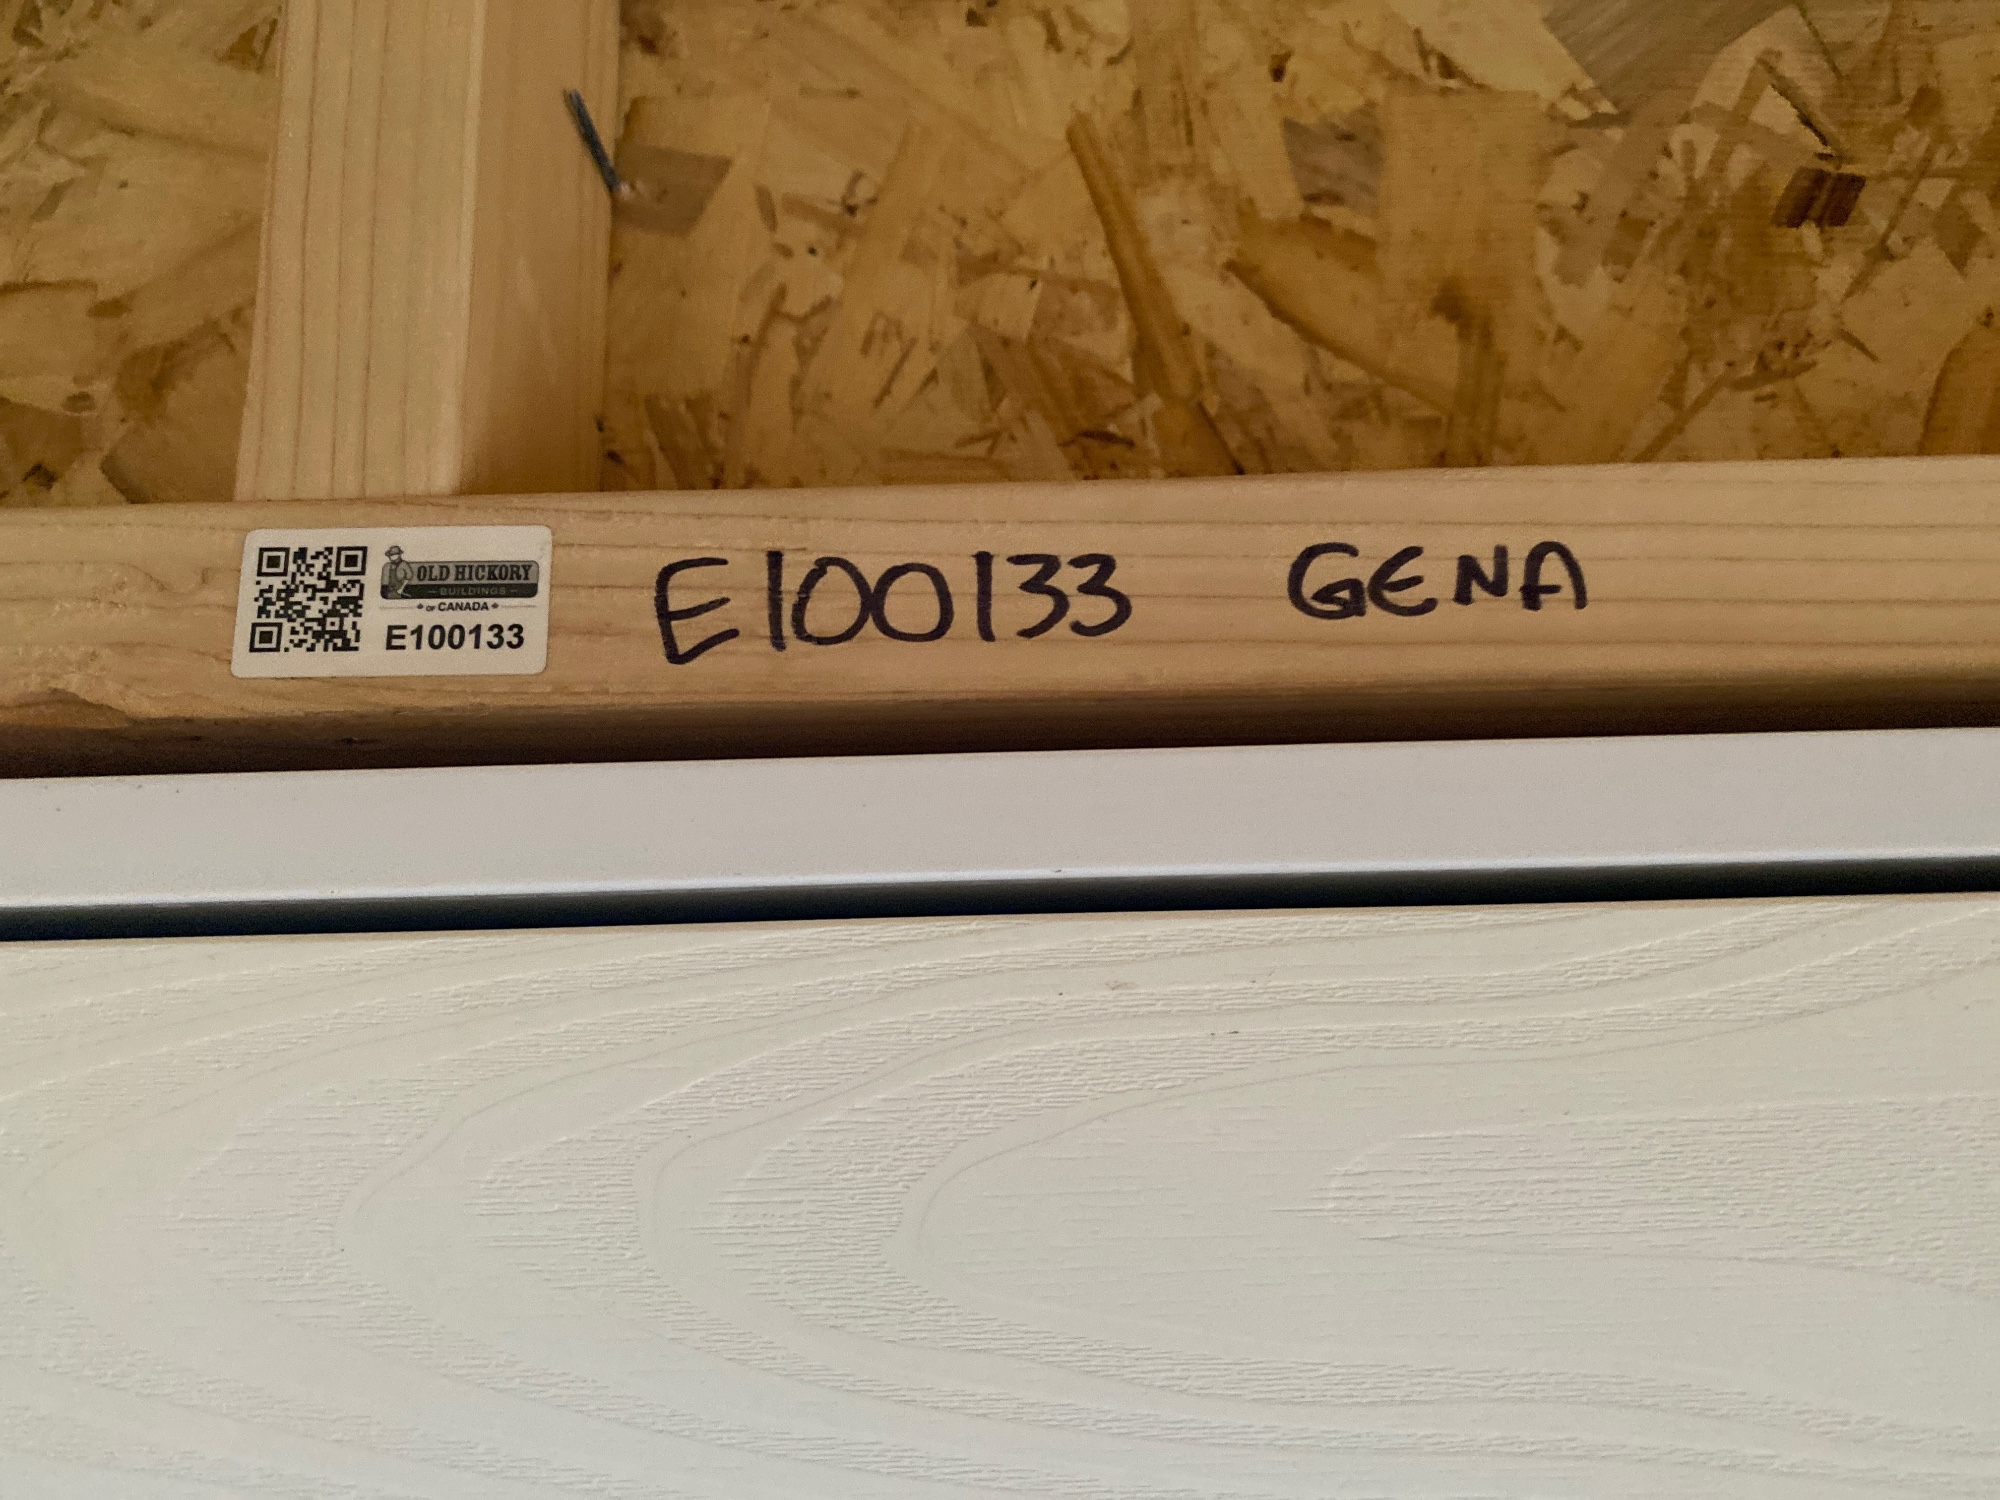 OLD HICKORY
BUILDINGS
OF CANADA
E100133
E100133 GENA